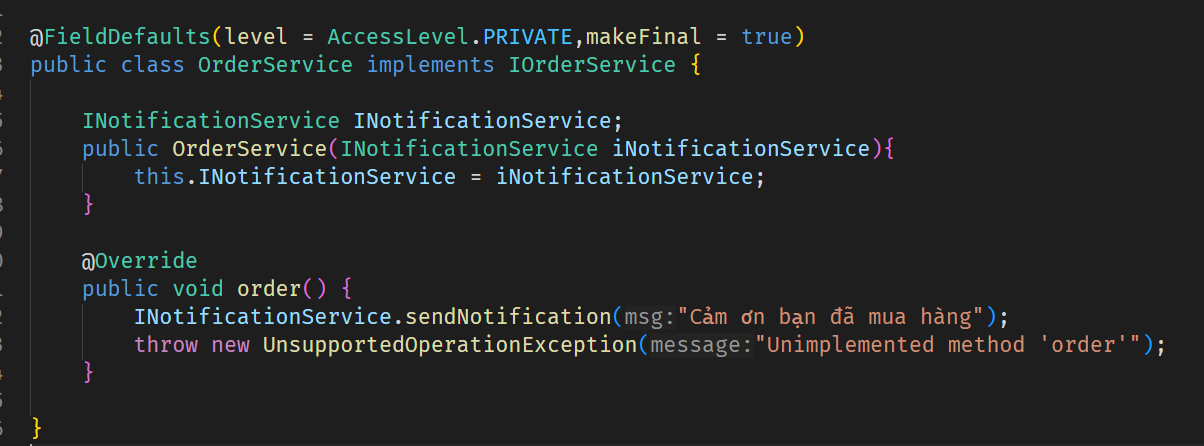 @FieldDefaults(level = AccessLevel.PRIVATE,makeFinal = true)
public class OrderService implements IOrderService {
INotificationService INotificationService;
public OrderService(INotificationService iNotificationService){
this.INotificationService = iNotificationService;
}
@Override
public void order() {
INotificationService.sendNotification(msg:"Cảm ơn bạn đã mua hàng");
throw new UnsupportedOperationException(message:"Unimplemented method 'order'");
}
}